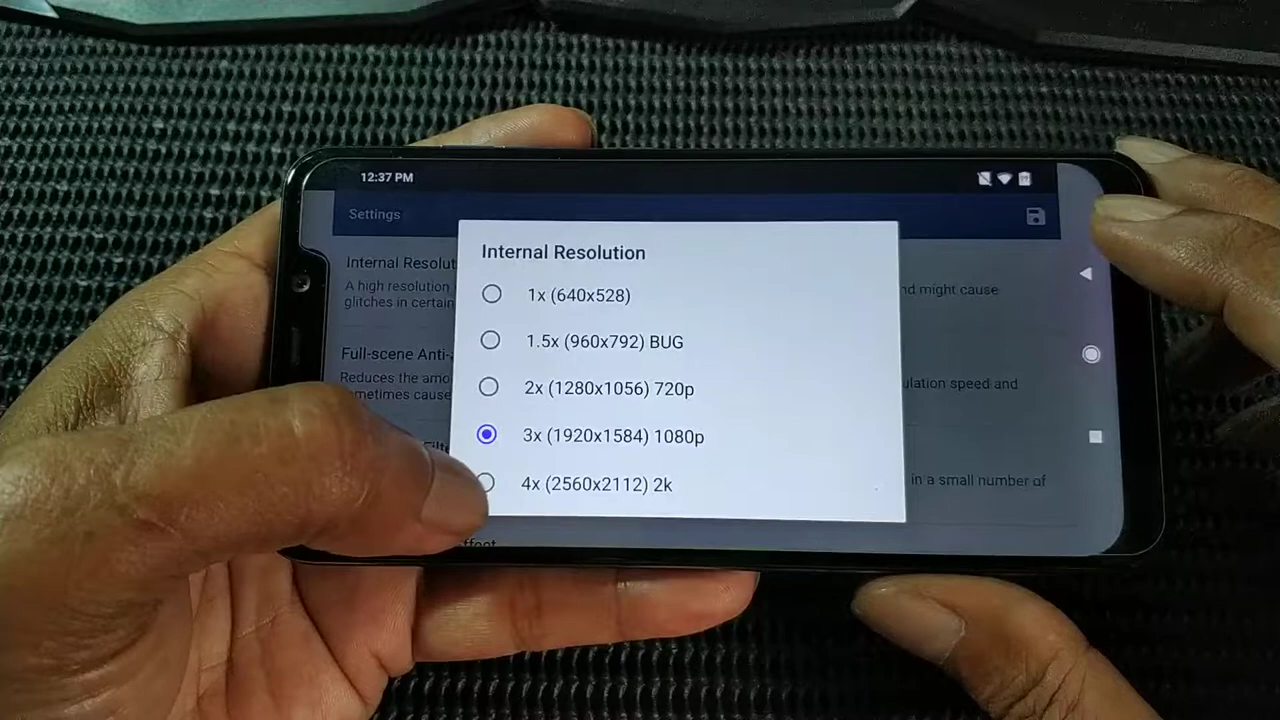 12:37 PM
Settings
Internal Resolution
Internal Resolut
1x (640x528)
A high resolution
nd might cause
glitches in certain
1.5x (960x792) BUG
Full-scene Anti-
Reduces the amo
ulation speed and
ometimes cause
2x (1280x1056) 720p
3x (1920x1584) 1080p
Filte
4x (2560x2112) 2k
in a small number of
ffect